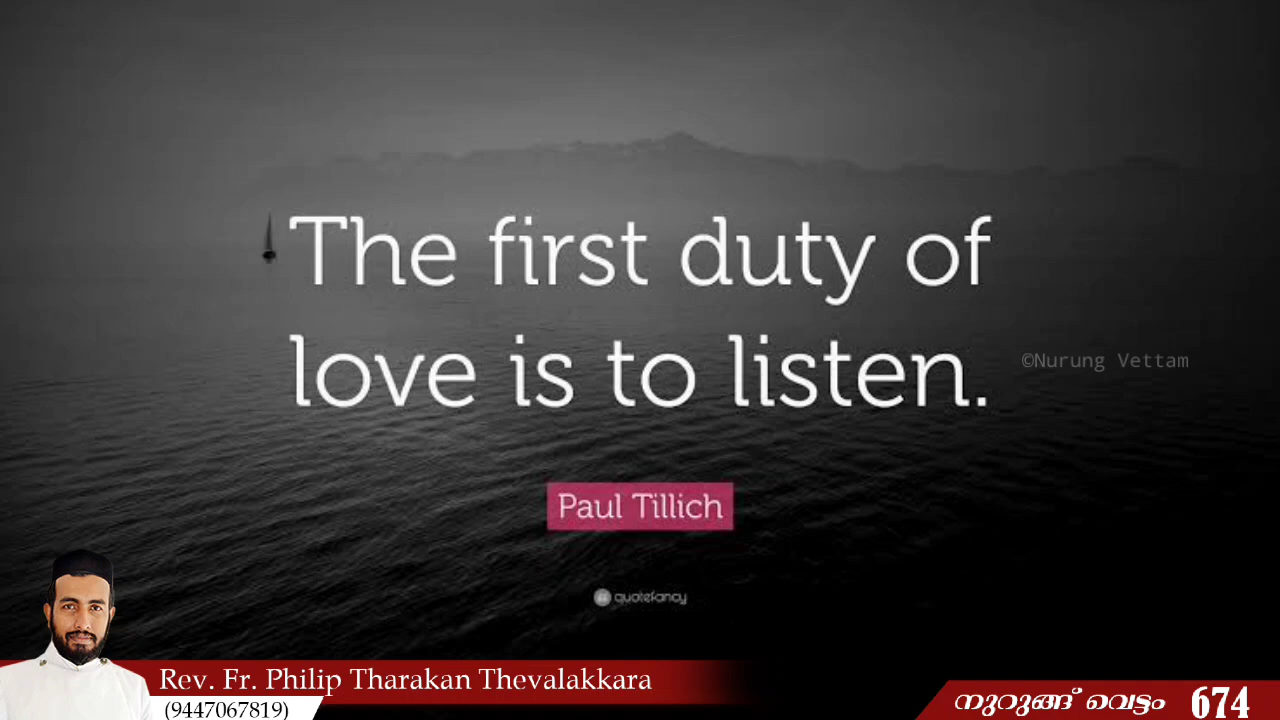 The first duty of
love is to listen.
©Nurung Vettam
Paul Tillich
quotefancy
Rev. Fr. Philip Tharakan Thevalakkara
(9447067819)
നുറുങ്ങ് വെട്ടം 674